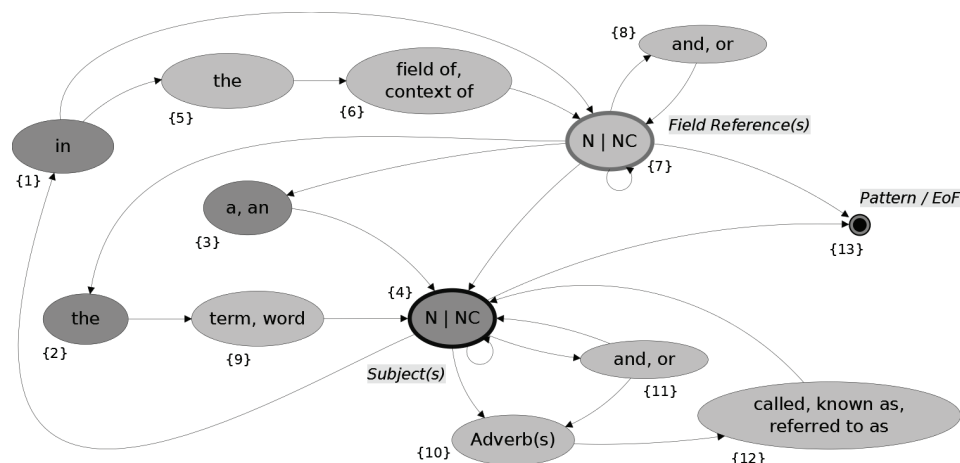 {8}
and, or
field of,
context of
the
{6}
{5}
Field Reference(s)
in
N | NC
{7}
{1}
Pattern / EoF
a, an
{3}
{13}
{4}
the
term, word
N | NC
{2}
{9}
and, or
Subject(s)
{11}
called, known as,
referred to as
Adverb(s)
{10}
{12}